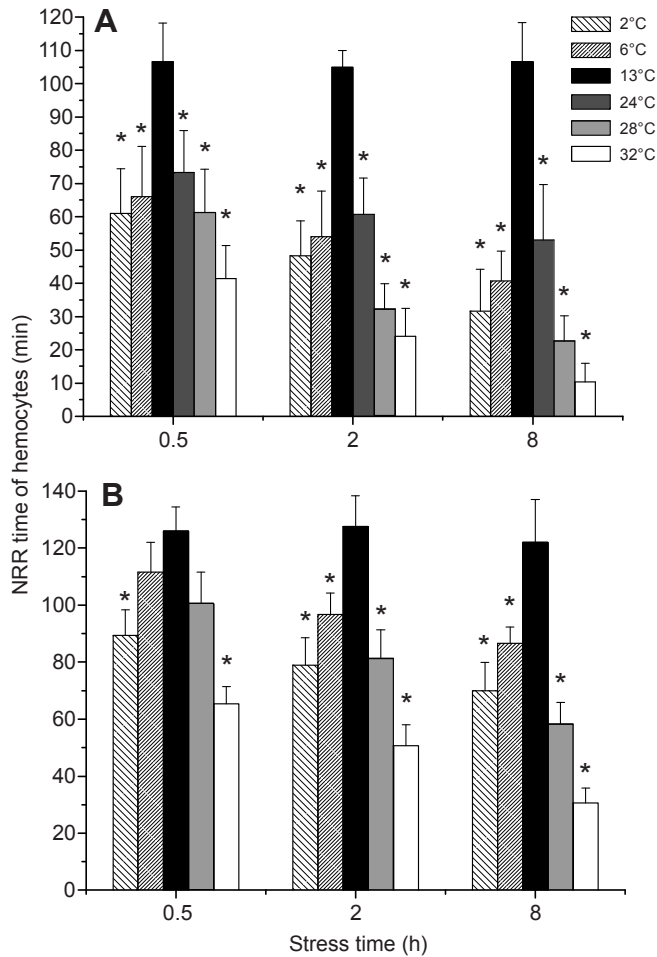 A
120
110
100
90
80
70
60
50
40
30
20
10
0
* * * * *
* * * * *
* * * * *
0.5 2 8
2°C
6°C
13°C
24°C
28°C
32°C
NRR time of hemocytes (min)
B
140
120
100
80
60
40
20
0
* *
* * * *
* * * *
0.5 2 8
Stress time (h)